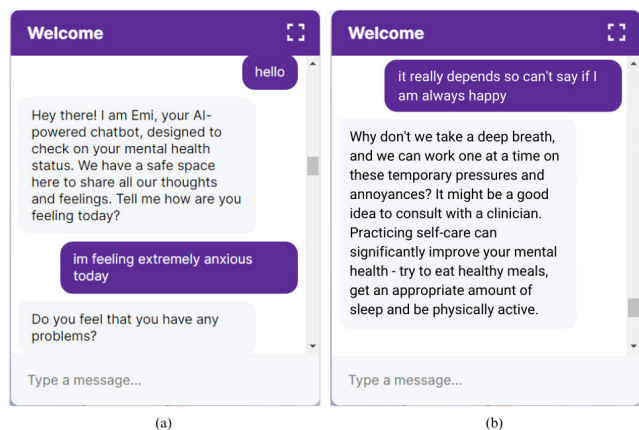 Welcome
hello
Hey there! I am Emi, your AI-
powered chatbot, designed to
check on your mental health
status. We have a safe space
here to share all our thoughts
and feelings. Tell me how are you
feeling today?
im feeling extremely anxious
today
Do you feel that you have any
problems?
Type a message...
(a)
Welcome
it really depends so can't say if I
am always happy
Why don't we take a deep breath,
and we can work one at a time on
these temporary pressures and
annoyances? It might be a good
idea to consult with a clinician.
Practicing self-care can
significantly improve your mental
health - try to eat healthy meals,
get an appropriate amount of
sleep and be physically active.
Type a message...
(b)